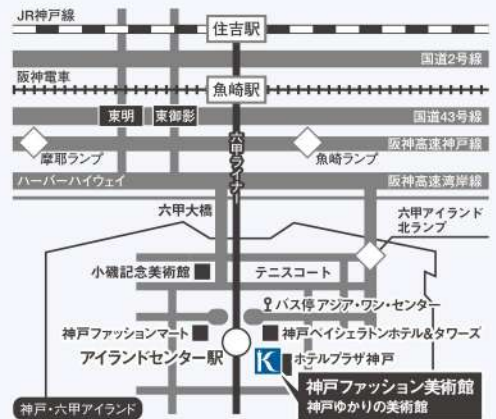 JR神戸線
住吉駅
国道2号線
阪神電車
魚崎駅
東明
東御影
国道43号線
六甲ライナー
摩耶ランプ
魚崎ランプ
阪神高速神戸線
ハーバーハイウェイ
阪神高速湾岸線
六甲大橋
六甲アイランド
北ランプ
小磯記念美術館
テニスコート
バス停 アジア・ワン・センター
神戸ファッションマート
神戸ベイシェラトンホテル&タワーズ
アイランドセンター駅
K
ホテルプラザ神戸
神戸ファッション美術館
神戸ゆかりの美術館
神戸・六甲アイランド